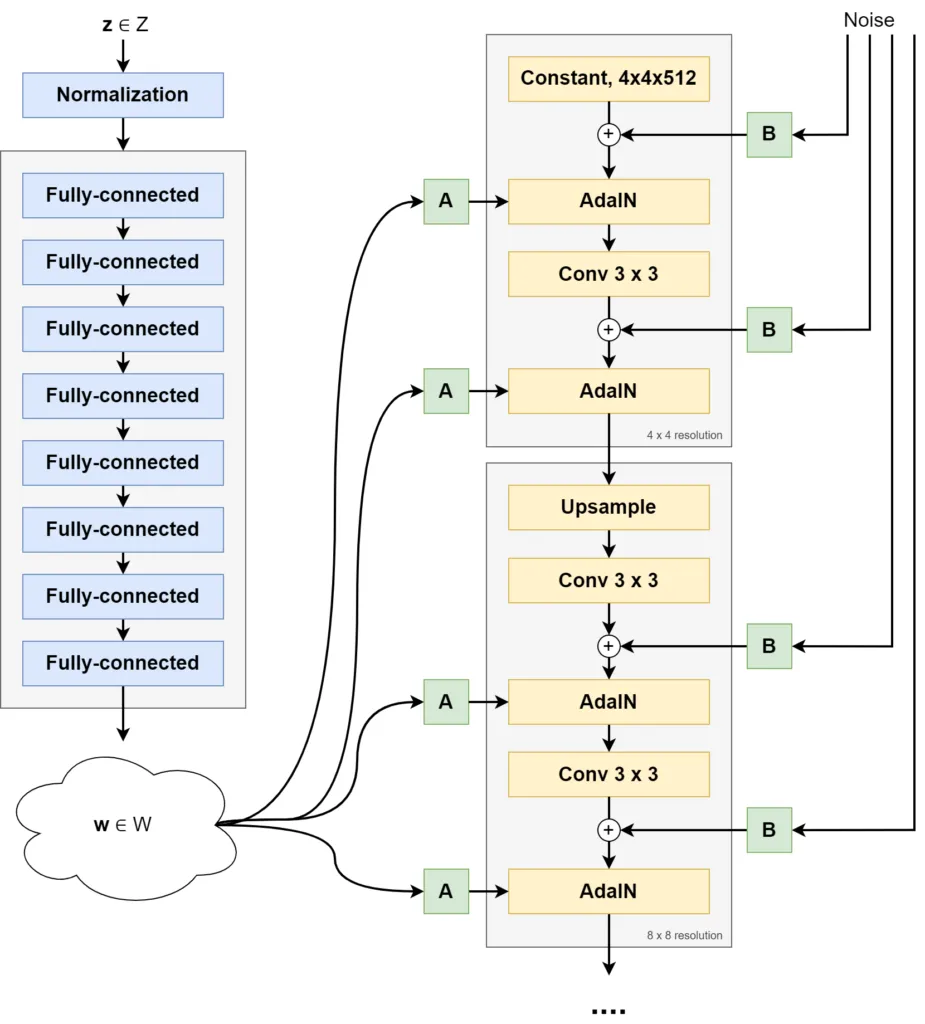 z ∈ Z
Normalization
Fully-connected
Fully-connected
Fully-connected
Fully-connected
Fully-connected
Fully-connected
Fully-connected
Fully-connected
w ∈ W
Noise
Constant, 4x4x512
+
B
A
AdaIN
Conv 3 x 3
+
B
A
AdaIN
4 x 4 resolution
Upsample
Conv 3 x 3
+
B
A
AdaIN
Conv 3 x 3
+
B
A
AdaIN
8 x 8 resolution
....